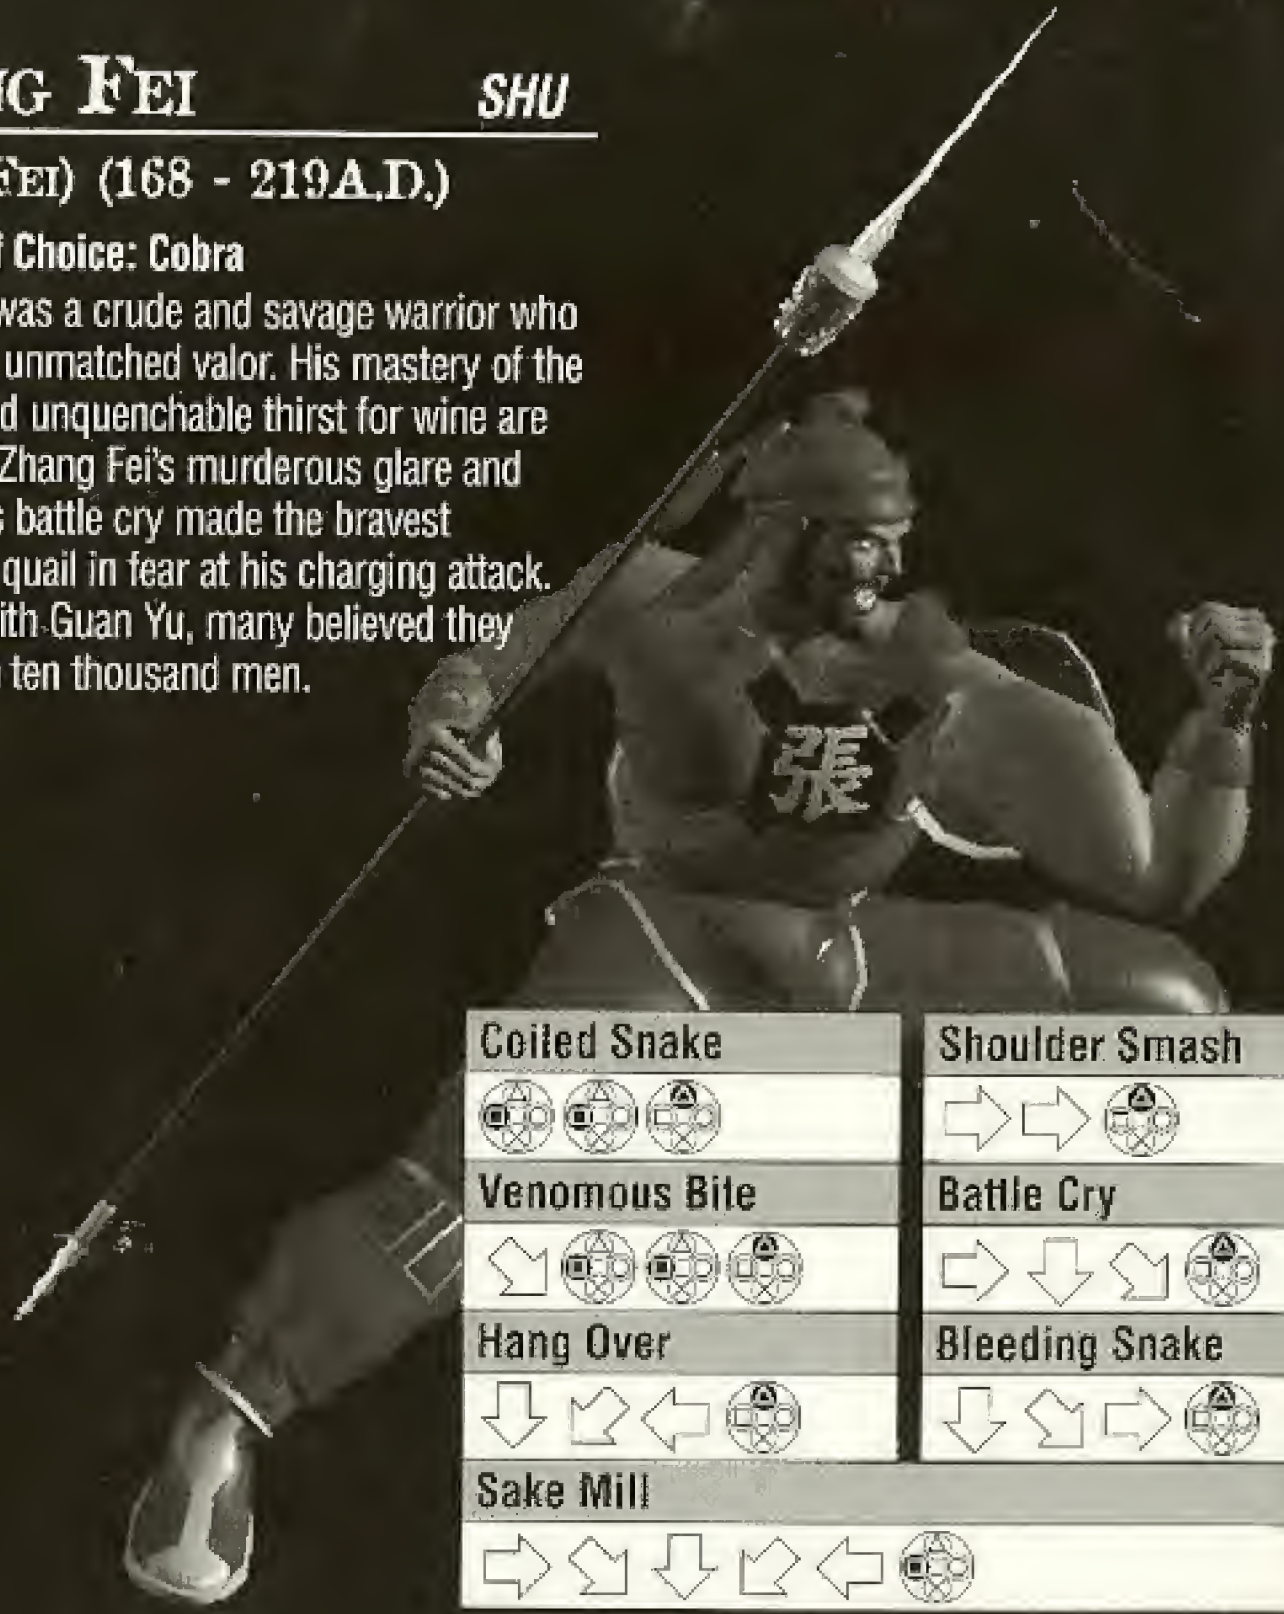 NG FEI SHU
FEI) (168 - 219A.D.)
f Choice: Cobra
was a crude and savage warrior who
unmatched valor. His mastery of the
d unquenchable thirst for wine are
Zhang Fei's murderous glare and
s battle cry made the bravest
quail in fear at his charging attack.
ith Guan Yu, many believed they
ten thousand men.
張
Coiled Snake
Shoulder Smash
Venomous Bite
Battle Cry
Hang Over
Bleeding Snake
Sake Mill